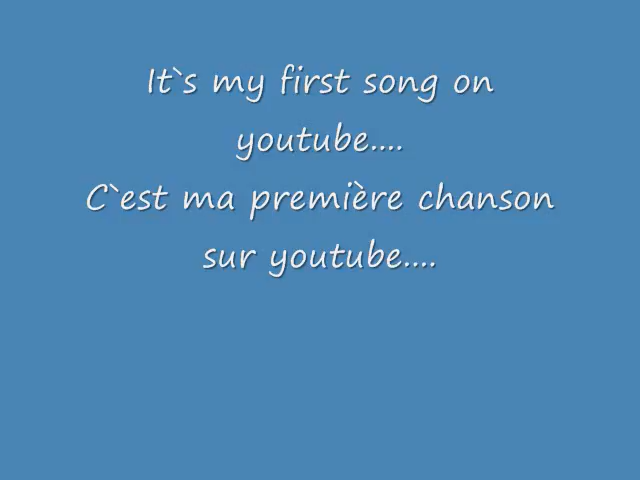 It`s my first song on
youtube....
C`est ma première chanson
sur youtube....